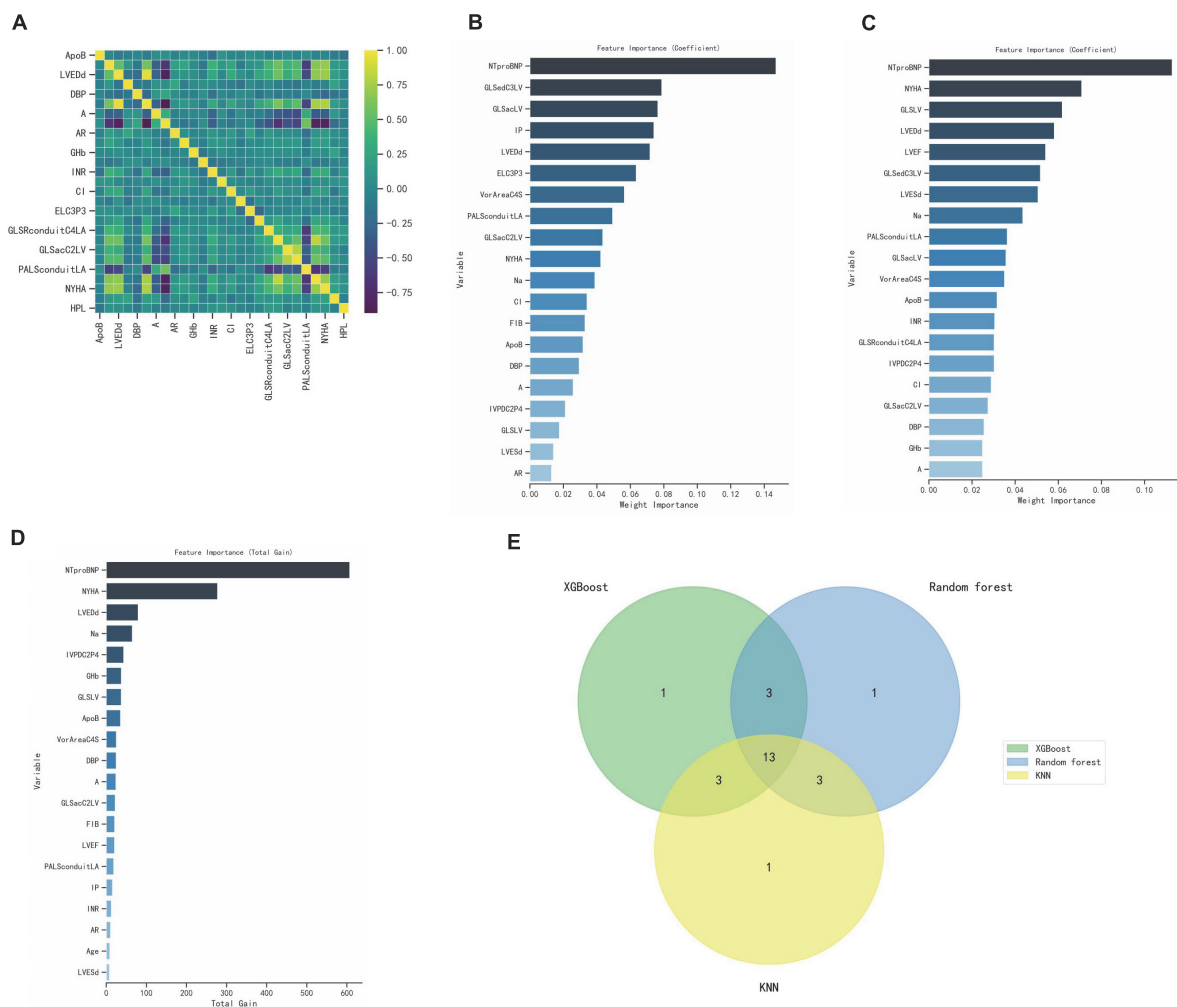 A
ApoB
LVEDd
DBP
A
AR
GHb
INR
CI
ELC3P3
GLSRconduitC4LA
GLSacC2LV
PALSconduitLA
NYHA
HPL
ApoB
LVEDd
DBP
A
AR
GHb
INR
CI
ELC3P3
GLSRconduitC4LA
GLSacC2LV
PALSconduitLA
NYHA
HPL
1.00
0.75
0.50
0.25
0.00
−0.25
−0.50
−0.75
B
Feature Importance (Coefficient)
Variable
NTproBNP
GLSedC3LV
GLSacLV
IP
LVEDd
ELC3P3
VorAreaC4S
PALSconduitLA
GLSacC2LV
NYHA
Na
CI
FIB
ApoB
DBP
A
IVPDC2P4
GLSLV
LVESd
AR
0.00 0.02 0.04 0.06 0.08 0.10 0.12 0.14
Weight Importance
C
Feature Importance (Coefficient)
Variable
NTproBNP
NYHA
GLSLV
LVEDd
LVEF
GLSedC3LV
LVESd
Na
PALSconduitLA
GLSacLV
VorAreaC4S
ApoB
INR
GLSRconduitC4LA
IVPDC2P4
CI
GLSacC2LV
DBP
GHb
A
0.00 0.02 0.04 0.06 0.08 0.10
Weight Importance
D
Feature Importance (Total Gain)
Variable
NTproBNP
NYHA
LVEDd
Na
IVPDC2P4
GHb
GLSLV
ApoB
VorAreaC4S
DBP
A
GLSacC2LV
FIB
LVEF
PALSconduitLA
IP
INR
AR
Age
LVESd
0 100 200 300 400 500 600
Total Gain
E
XGBoost
Random forest
1
3
1
13
3
3
1
KNN
XGBoost
Random forest
KNN